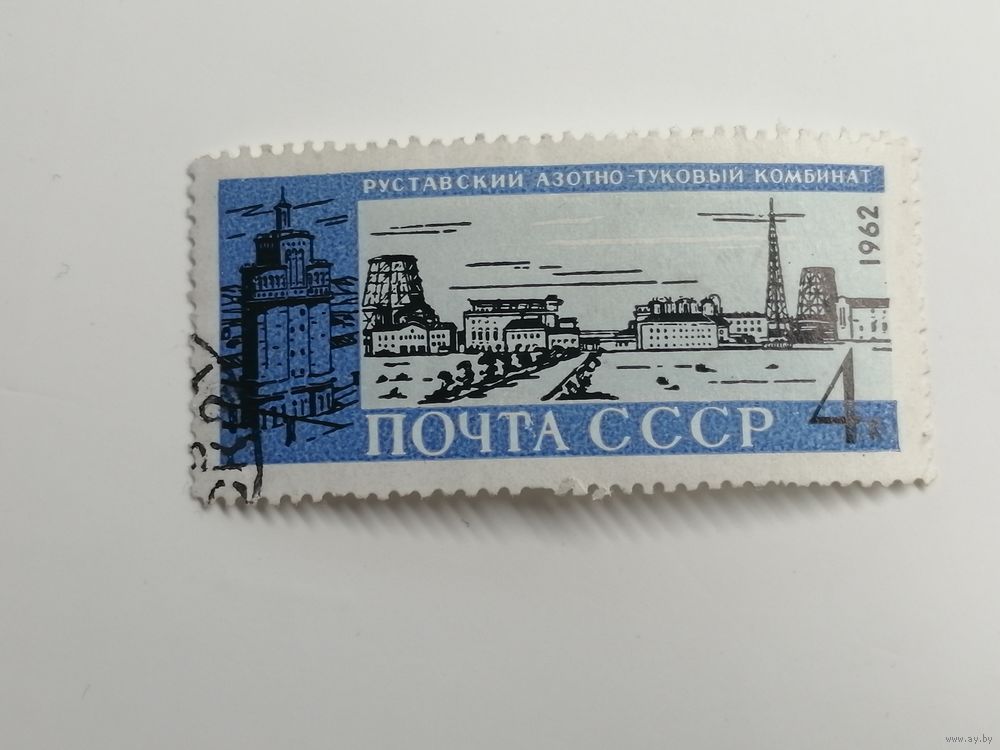 РУСТАВСКИЙ АЗОТНО-ТУКОВЫЙ КОМБИНАТ
1962
4 К
ПОЧТА СССР
www.ay.by